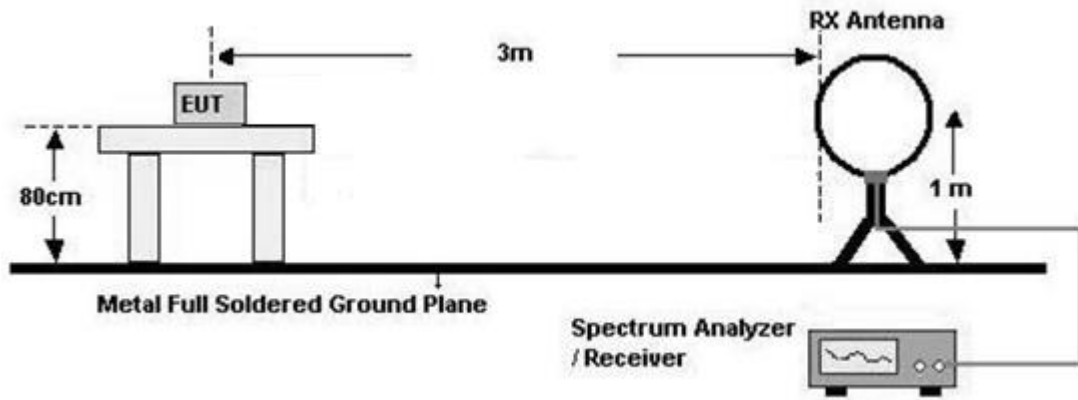 RX Antenna
3m
EUT
80cm
1 m
Metal Full Soldered Ground Plane
Spectrum Analyzer
/ Receiver